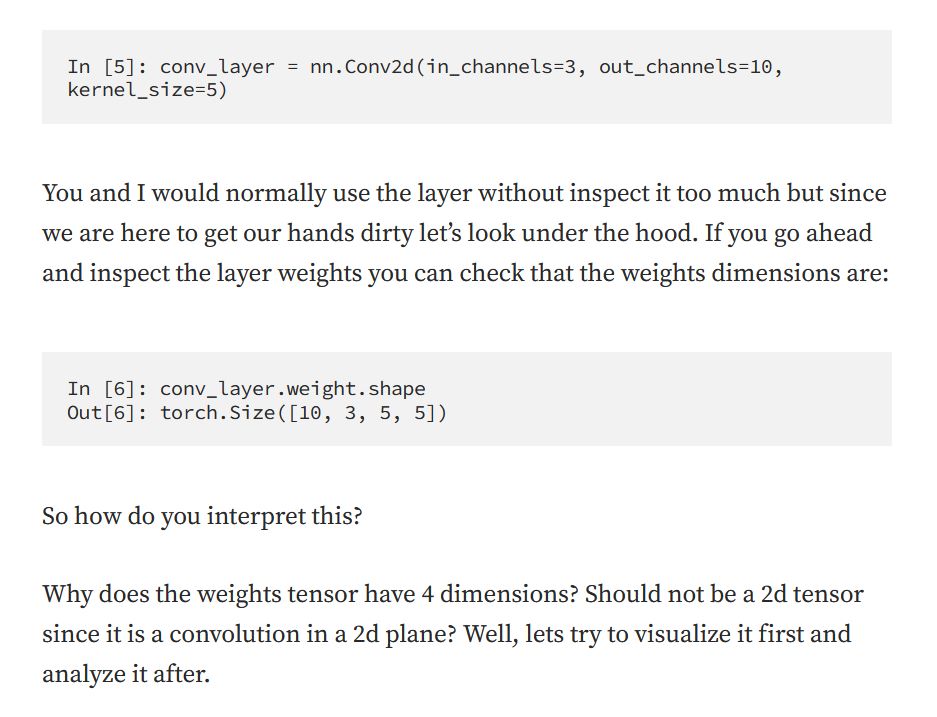 In [5]: conv_layer = nn.Conv2d(in_channels=3, out_channels=10,
kernel_size=5)
You and I would normally use the layer without inspect it too much but since
we are here to get our hands dirty let’s look under the hood. If you go ahead
and inspect the layer weights you can check that the weights dimensions are:
In [6]: conv_layer.weight.shape
Out[6]: torch.Size([10, 3, 5, 5])
So how do you interpret this?
Why does the weights tensor have 4 dimensions? Should not be a 2d tensor
since it is a convolution in a 2d plane? Well, lets try to visualize it first and
analyze it after.